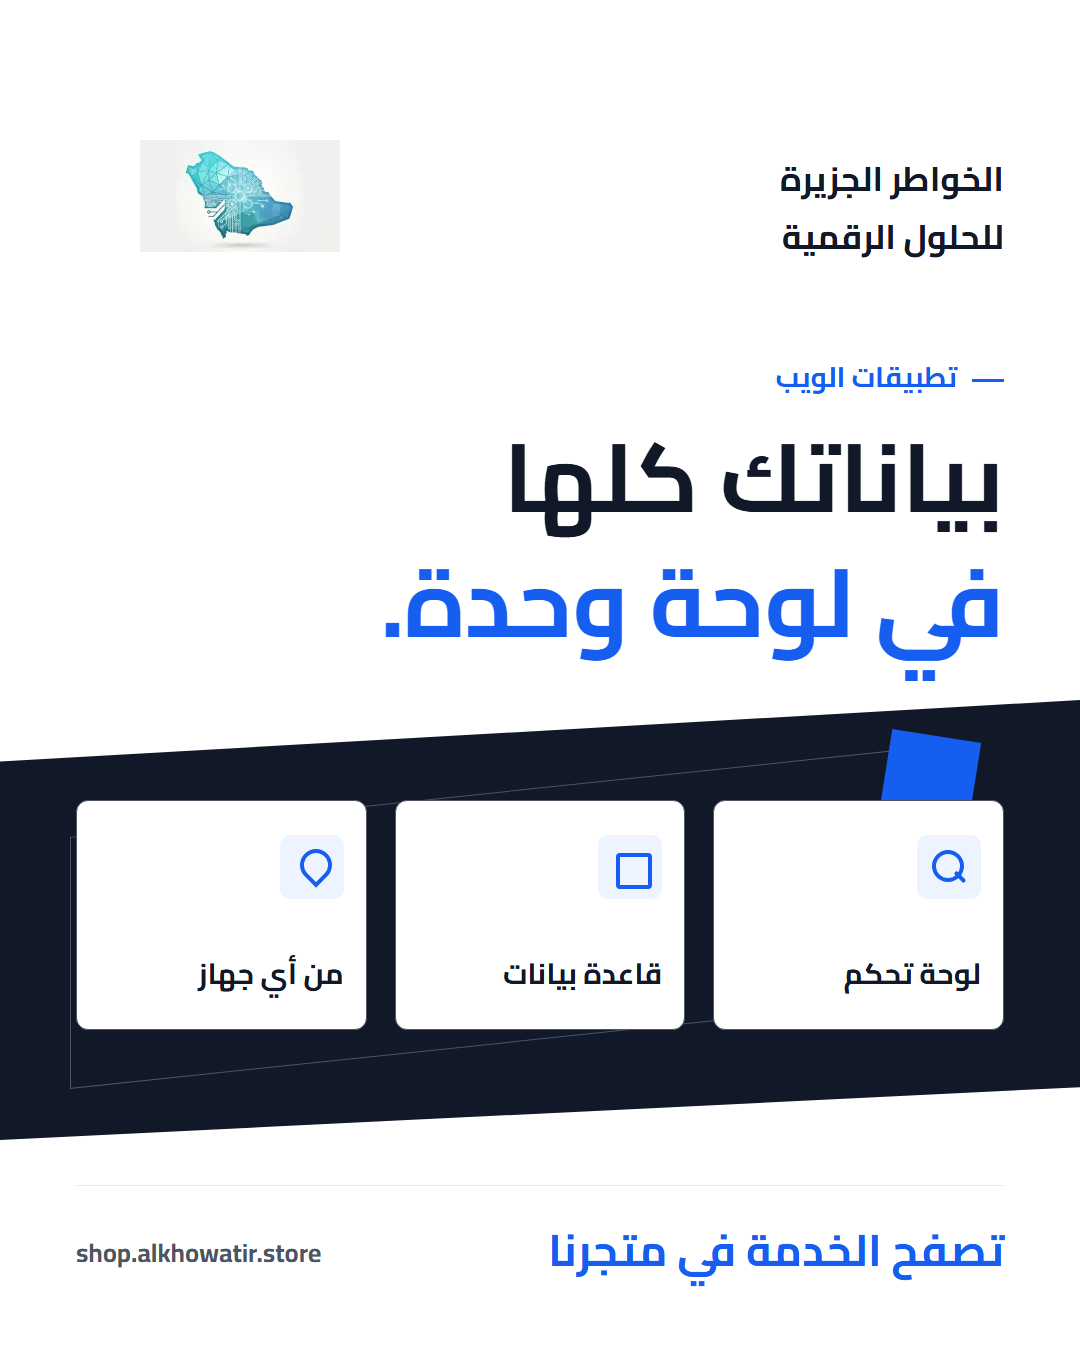 الخواطر الجزيرة
للحلول الرقمية
تطبيقات الويب
بياناتك كلها
في لوحة وحدة.
لوحة تحكم
قاعدة بيانات
من أي جهاز
تصفح الخدمة في متجرنا
shop.alkhowatir.store